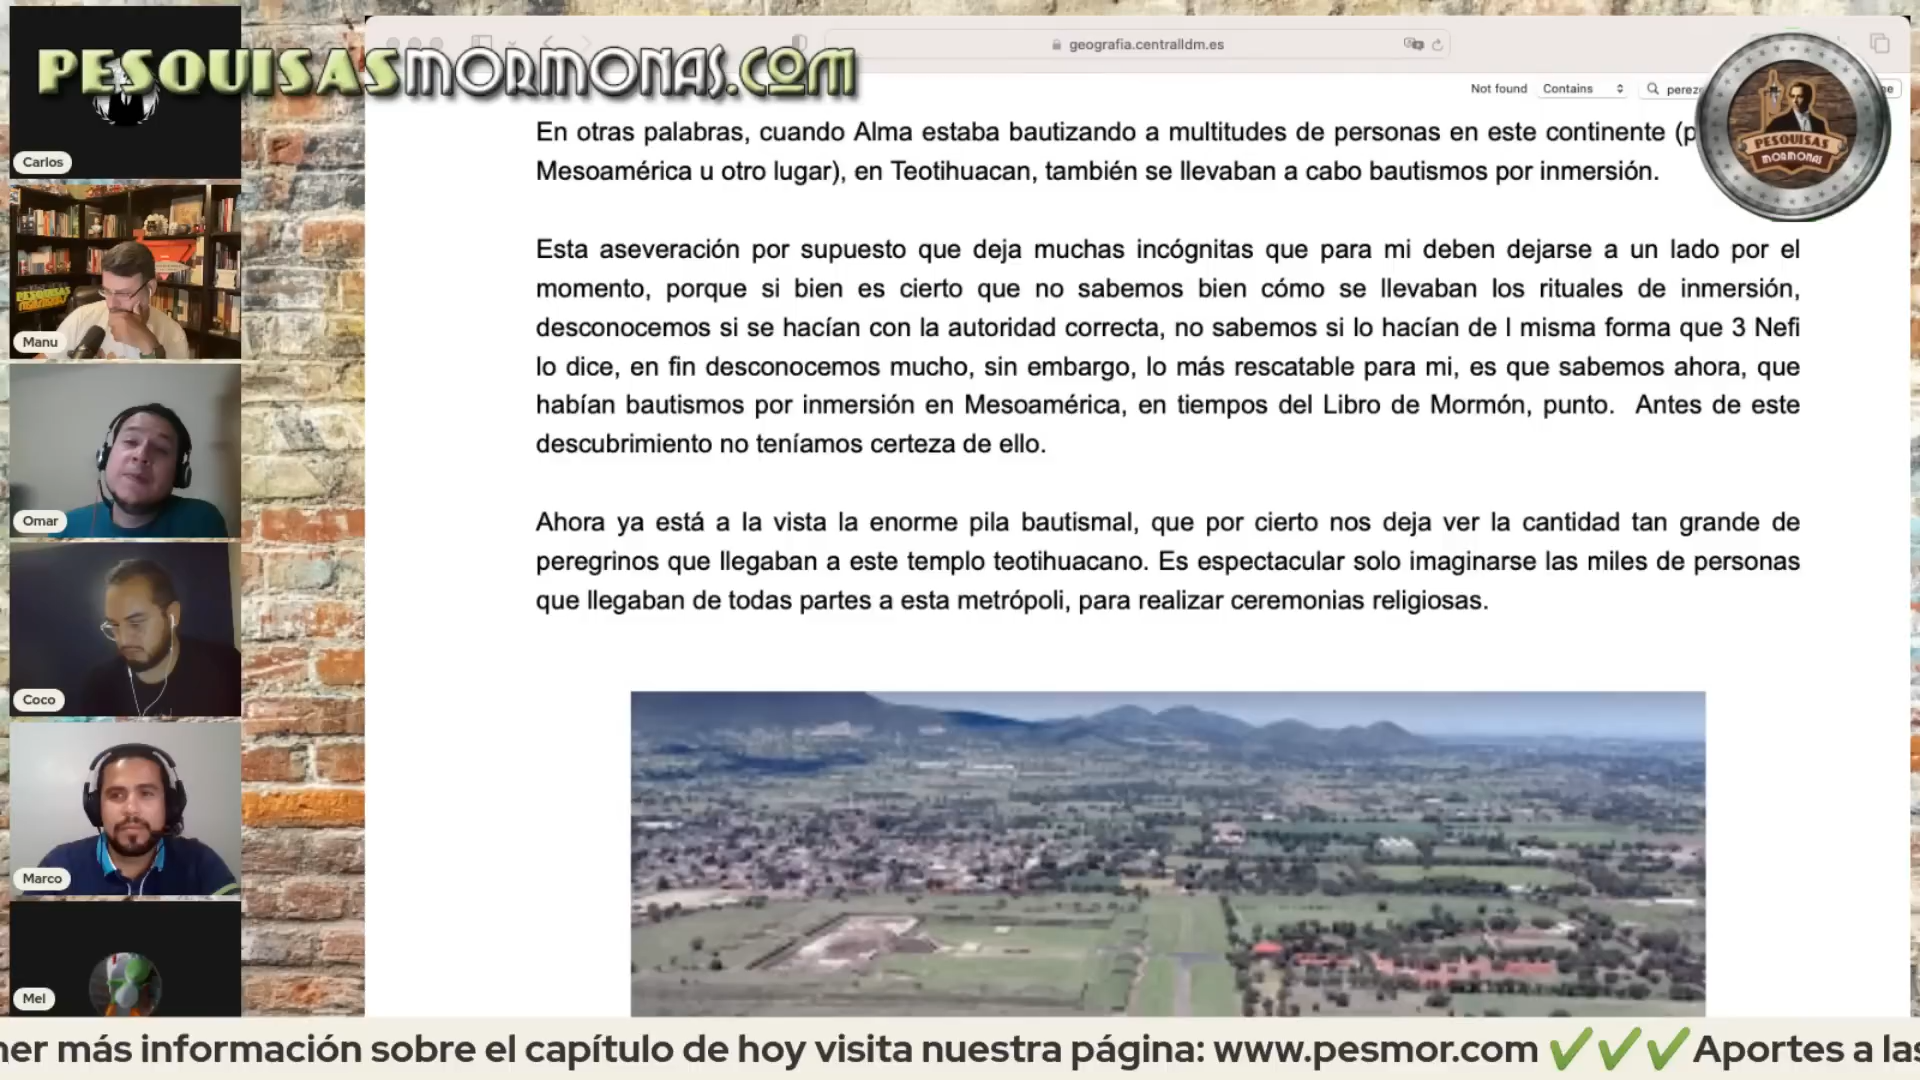 PESQUISASMORMONAS.COM
geografia.centralldm.es
Not found
Contains
PESQUISAS
MORMONAS
En otras palabras, cuando Alma estaba bautizando a multitudes de personas en este continente
Mesoamérica u otro lugar), en Teotihuacan, también se llevaban a cabo bautismos por inmersión.
Esta aseveración por supuesto que deja muchas incógnitas que para mi deben dejarse a un lado por el
momento, porque si bien es cierto que no sabemos bien cómo se llevaban los rituales de inmersión,
desconocemos si se hacían con la autoridad correcta, no sabemos si lo hacían de l misma forma que 3 Nefi
lo dice, en fin desconocemos mucho, sin embargo, lo más rescatable para mi, es que sabemos ahora, que
habían bautismos por inmersión en Mesoamérica, en tiempos del Libro de Mormón, punto. Antes de este
descubrimiento no teníamos certeza de ello.
Ahora ya está a la vista la enorme pila bautismal, que por cierto nos deja ver la cantidad tan grande de
peregrinos que llegaban a este templo teotihuacano. Es espectacular solo imaginarse las miles de personas
que llegaban de todas partes a esta metrópoli, para realizar ceremonias religiosas.
Carlos
Manu
Omar
Coco
Marco
Mel
más información sobre el capítulo de hoy visita nuestra página: www.pesmor.com ✓✓✓ Aportes a